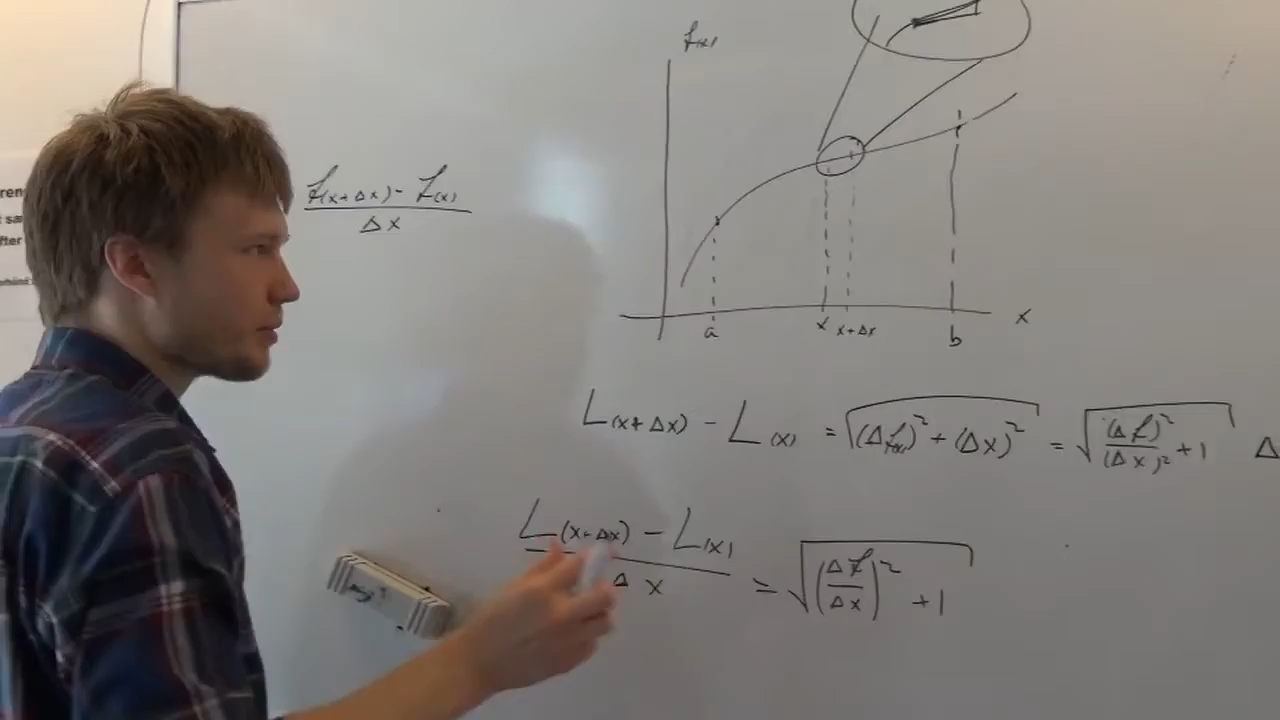 f(x)
f(x+Δx) - f(x)
Δx
a
x
x+Δx
b
x
L(x+Δx) - L(x) = √(Δf(x))² + (Δx)² = √(Δf)²/(Δx)² + 1 Δ
L(x+Δx) - L(x)
Δx
= √(Δf/Δx)² + 1